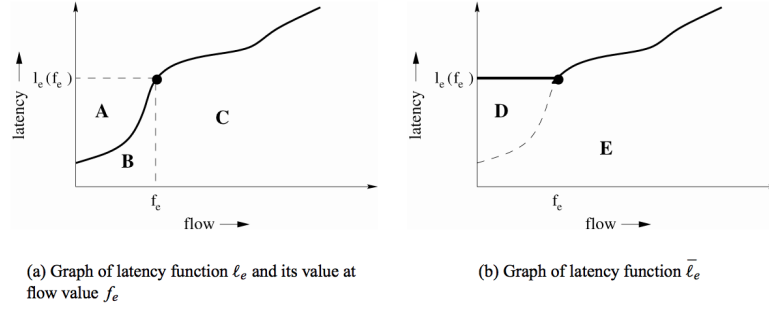 l_e(f_e)
A
B
C
latency
f_e
flow
(a) Graph of latency function ℓ_e and its value at
flow value f_e
l_e(f_e)
D
E
latency
f_e
flow
(b) Graph of latency function ℓ̄_e